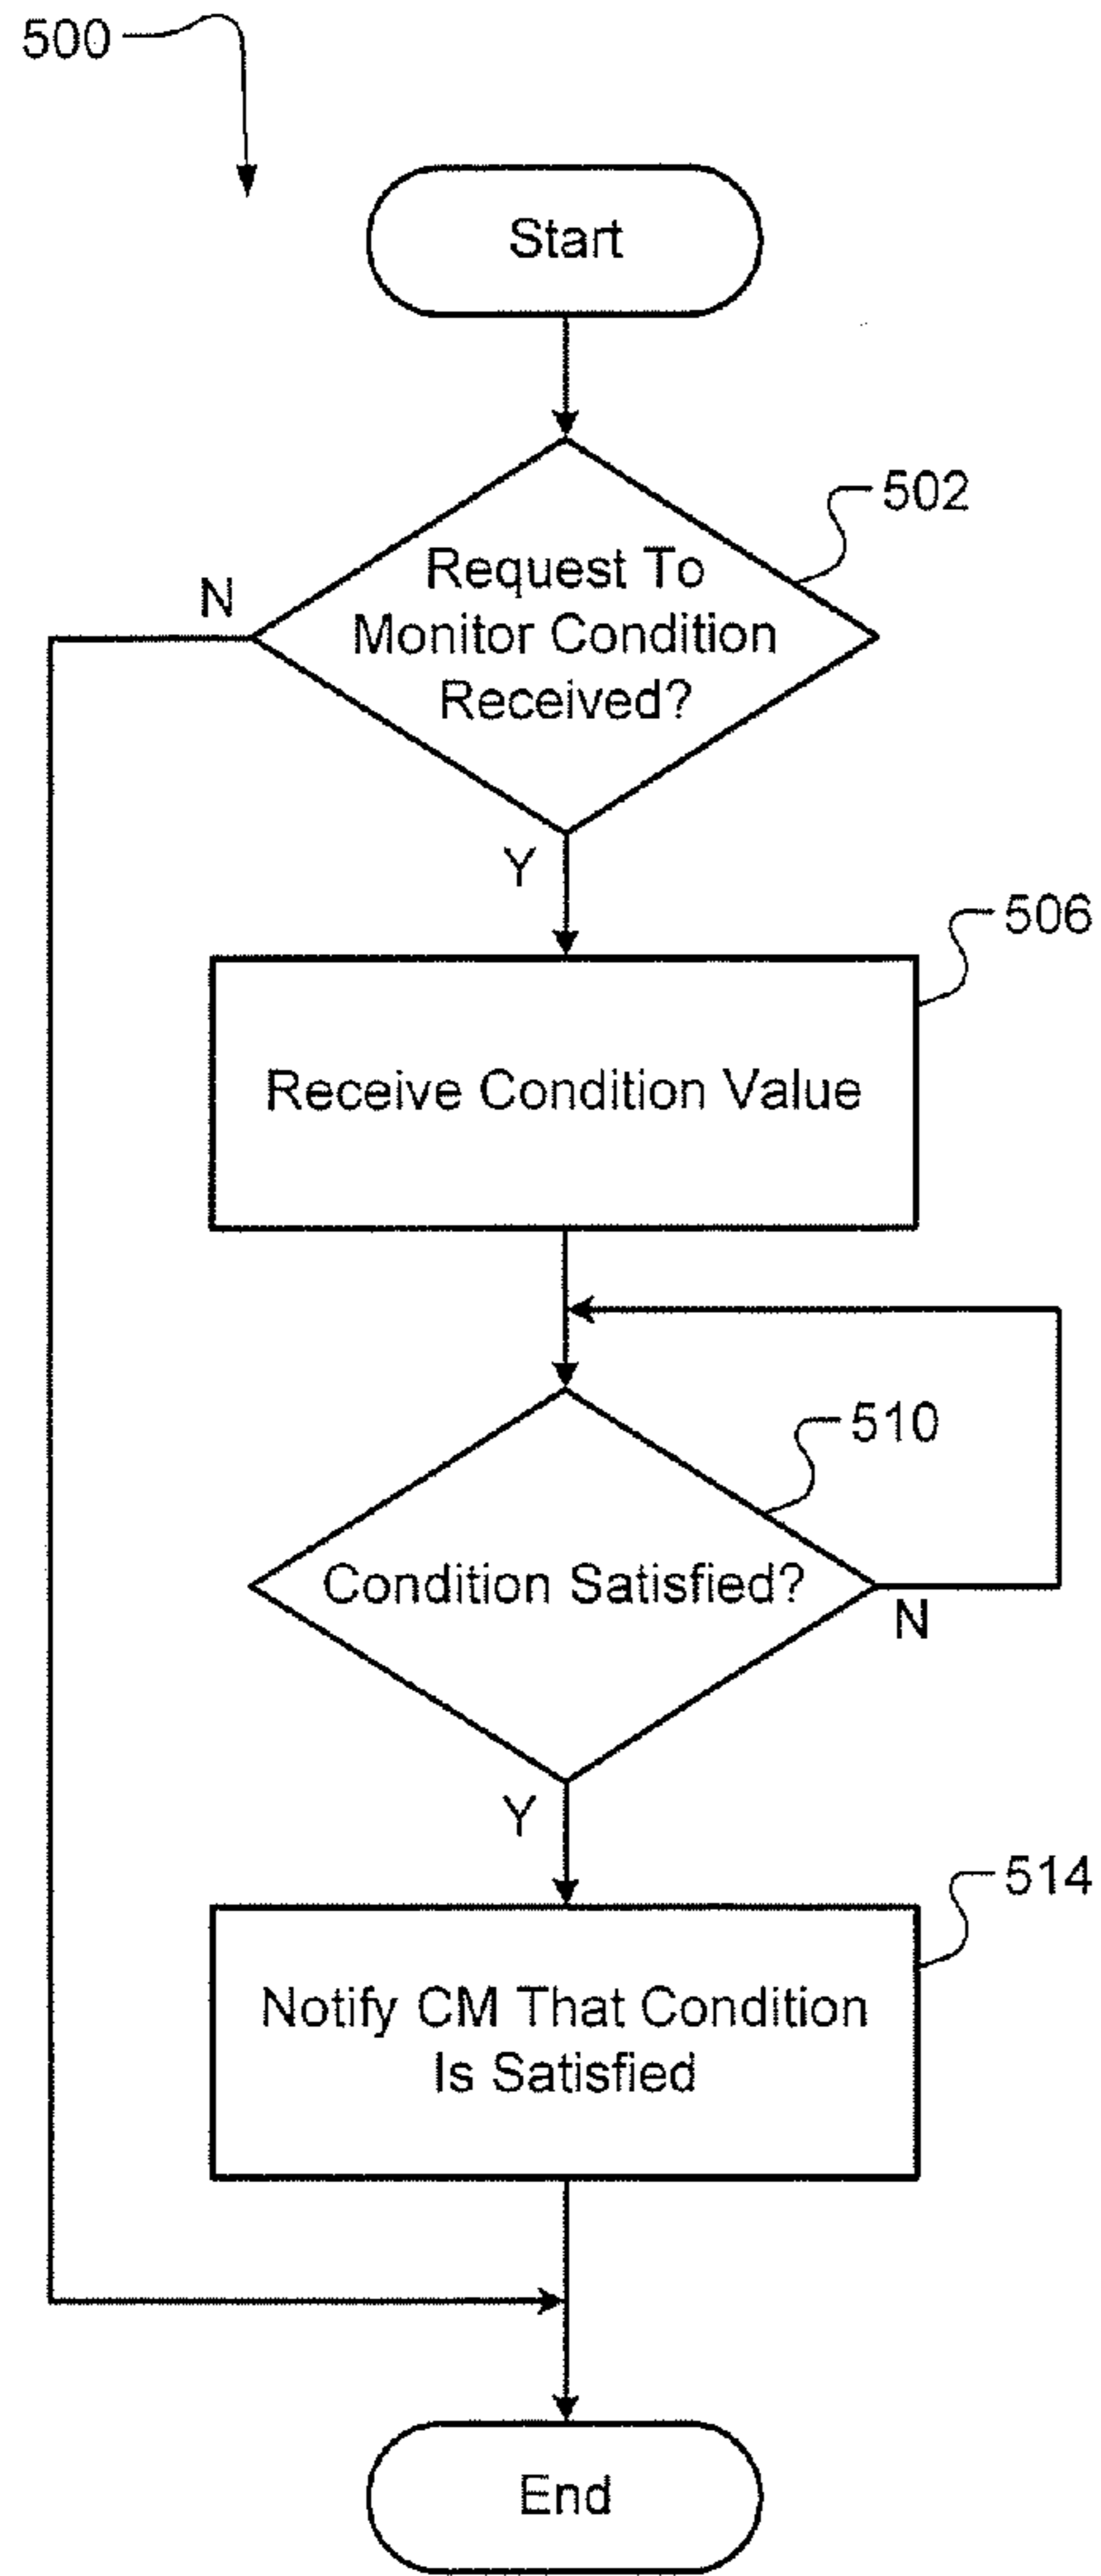 500
Start
502
Request To
Monitor Condition
Received?
N
Y
506
Receive Condition Value
510
Condition Satisfied?
N
Y
514
Notify CM That Condition
Is Satisfied
End